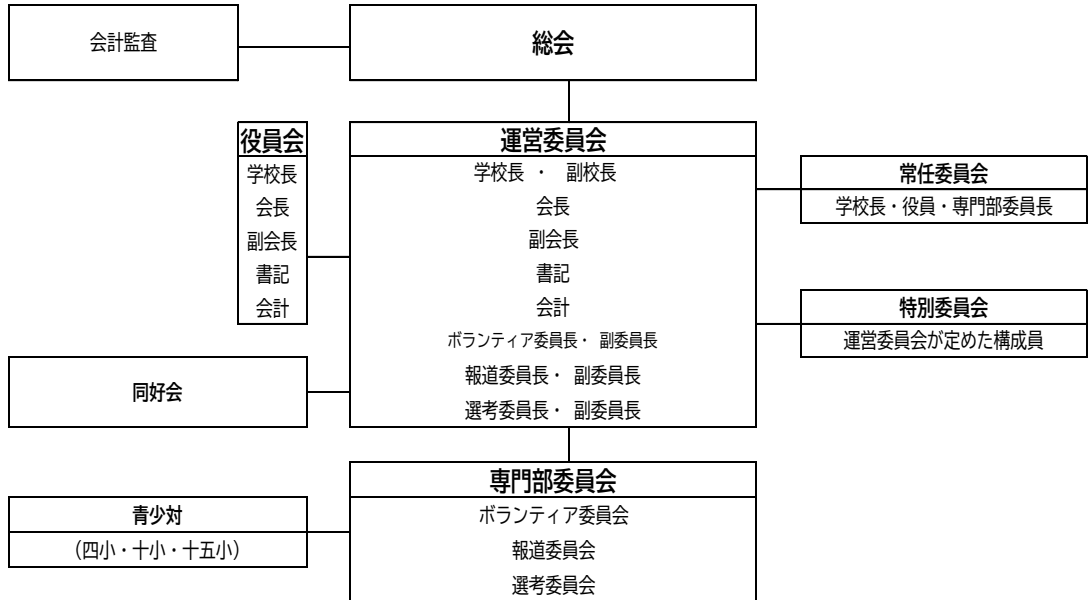 会計監査
総会
役員会
学校長
会長
副会長
書記
会計
運営委員会
学校長 ・ 副校長
会長
副会長
書記
会計
ボランティア委員長・ 副委員長
報道委員長・ 副委員長
選考委員長・ 副委員長
常任委員会
学校長・役員・専門部委員長
特別委員会
運営委員会が定めた構成員
同好会
専門部委員会
ボランティア委員会
報道委員会
選考委員会
青少対
（四小・十小・十五小）